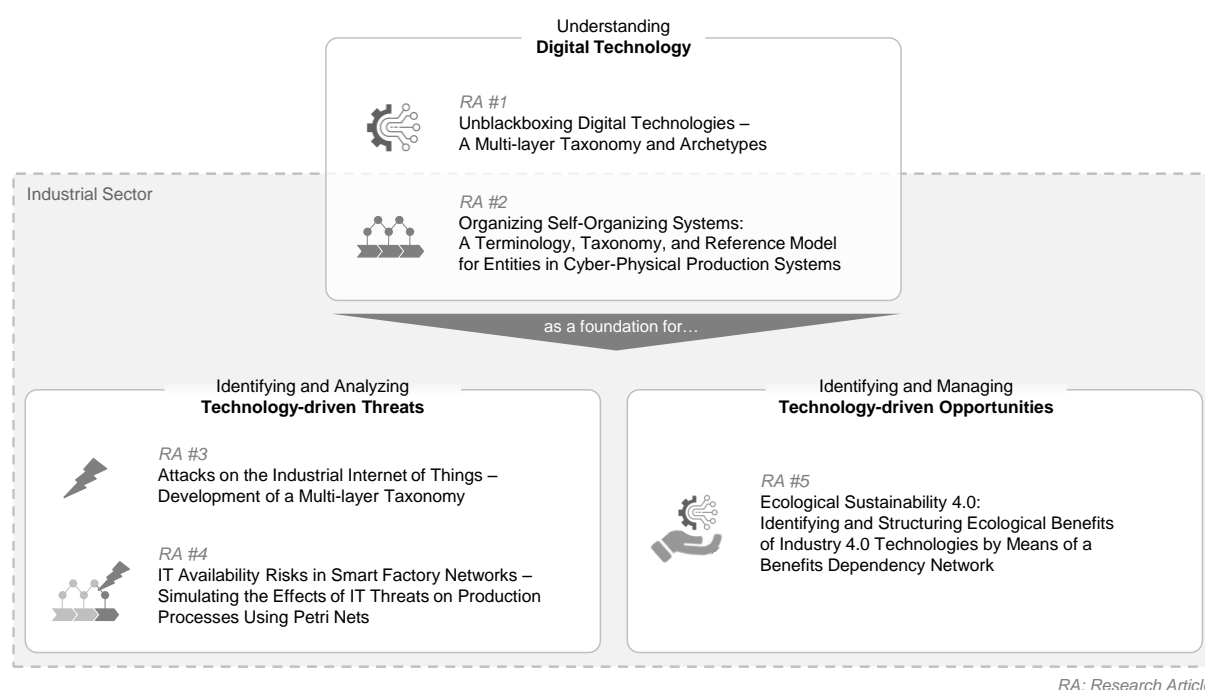 Understanding
Digital Technology
RA #1
Unblackboxing Digital Technologies –
A Multi-layer Taxonomy and Archetypes
Industrial Sector
RA #2
Organizing Self-Organizing Systems:
A Terminology, Taxonomy, and Reference Model
for Entities in Cyber-Physical Production Systems
as a foundation for…
Identifying and Analyzing
Technology-driven Threats
RA #3
Attacks on the Industrial Internet of Things –
Development of a Multi-layer Taxonomy
RA #4
IT Availability Risks in Smart Factory Networks –
Simulating the Effects of IT Threats on Production
Processes Using Petri Nets
Identifying and Managing
Technology-driven Opportunities
RA #5
Ecological Sustainability 4.0:
Identifying and Structuring Ecological Benefits
of Industry 4.0 Technologies by Means of a
Benefits Dependency Network
RA: Research Article